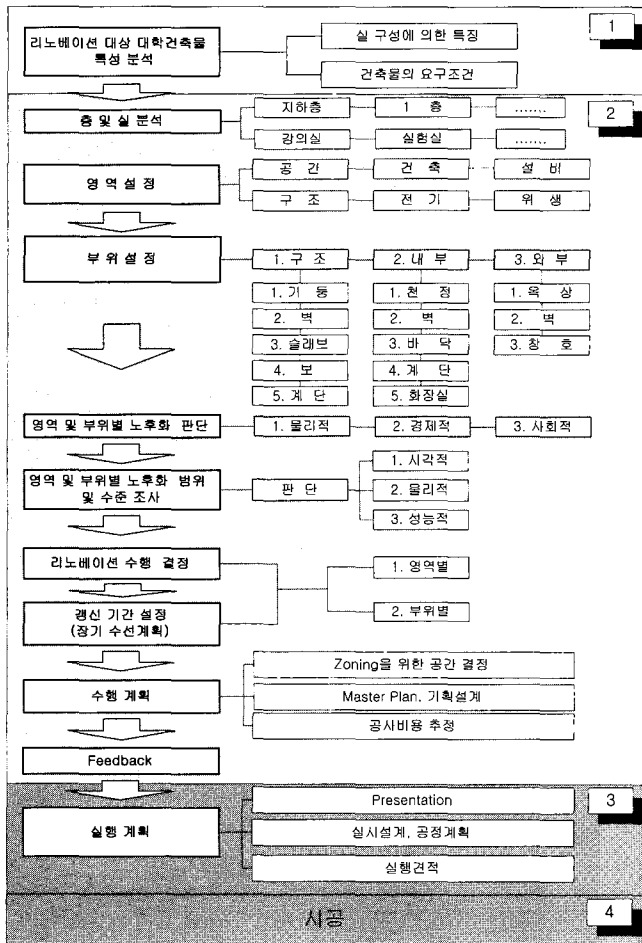 1
리노베이션 대상 대학건축물
특성 분석
실 구성에 의한 특징
건축물의 요구조건
2
층 및 실 분석
지하층
1 층
.......
강의실
실험실
.......
영역설정
공 간
건 축
설 비
구 조
전 기
위 생
부위설정
1. 구 조
2. 내 부
3. 외 부
1. 기 둥
1. 천 정
1. 옥 상
2. 벽
2. 벽
2. 벽
3. 슬래브
3. 바 닥
3. 창 호
4. 보
4. 계 단
5. 계 단
5. 화장실
영역 및 부위별 노후화 판단
1. 물리적
2. 경제적
3. 사회적
영역 및 부위별 노후화 범위
및 수준 조사
판 단
1. 시각적
2. 물리적
3. 성능적
리노베이션 수행 결정
1. 영역별
갱신 기간 설정
(장기 수선계획)
2. 부위별
수행 계획
Zoning을 위한 공간 결정
Master Plan, 기획설계
공사비용 추정
Feedback
3
실행 계획
Presentation
실시설계, 공정계획
실행견적
4
시공